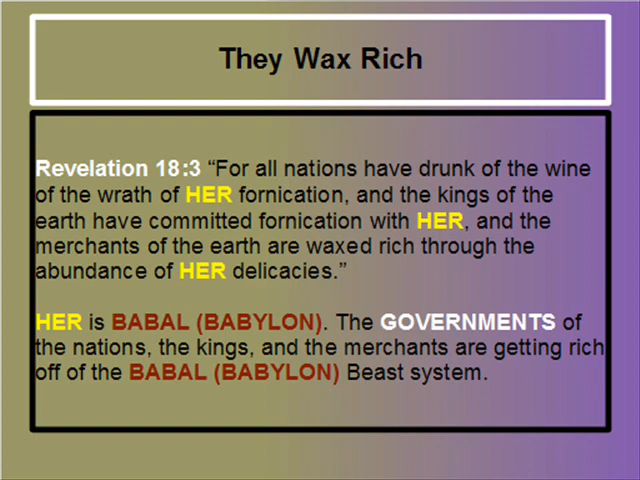 They Wax Rich
Revelation 18:3 “For all nations have drunk of the wine
of the wrath of HER fornication, and the kings of the
earth have committed fornication with HER, and the
merchants of the earth are waxed rich through the
abundance of HER delicacies.”
HER is BABAL (BABYLON). The GOVERNMENTS of
the nations, the kings, and the merchants are getting rich
off of the BABAL (BABYLON) Beast system.